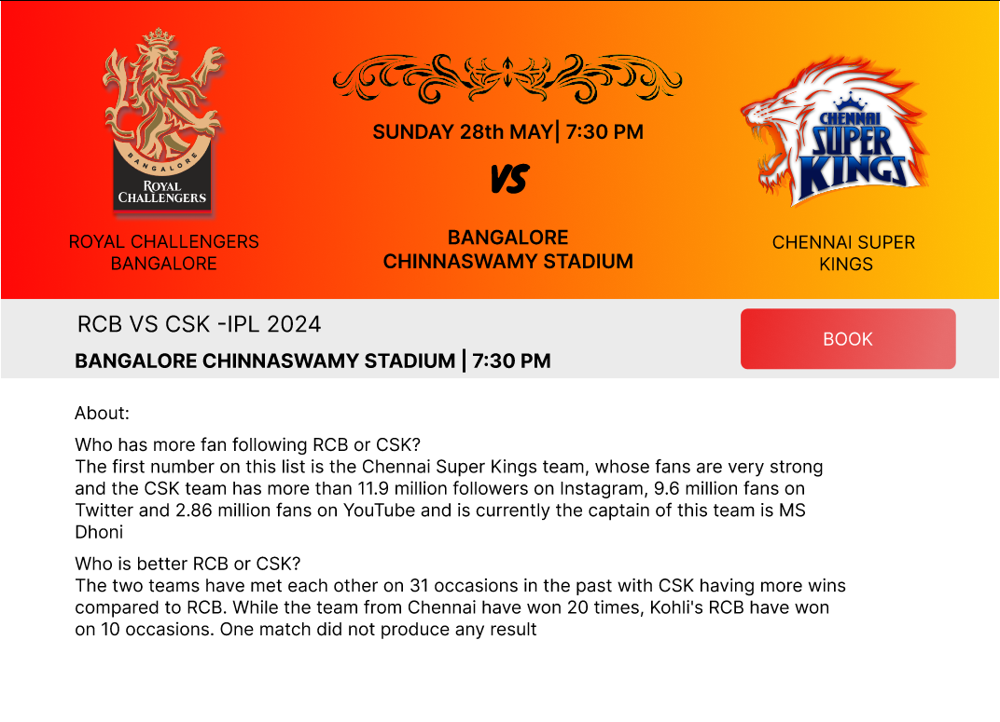 SUNDAY 28th MAY| 7:30 PM
VS
BANGALORE
CHINNASWAMY STADIUM
BANGALORE
ROYAL
CHALLENGERS
ROYAL CHALLENGERS
BANGALORE
CHENNAI
SUPER
KINGS
CHENNAI SUPER
KINGS
RCB VS CSK -IPL 2024
BANGALORE CHINNASWAMY STADIUM | 7:30 PM
BOOK
About:
Who has more fan following RCB or CSK?
The first number on this list is the Chennai Super Kings team, whose fans are very strong
and the CSK team has more than 11.9 million followers on Instagram, 9.6 million fans on
Twitter and 2.86 million fans on YouTube and is currently the captain of this team is MS
Dhoni
Who is better RCB or CSK?
The two teams have met each other on 31 occasions in the past with CSK having more wins
compared to RCB. While the team from Chennai have won 20 times, Kohli's RCB have won
on 10 occasions. One match did not produce any result